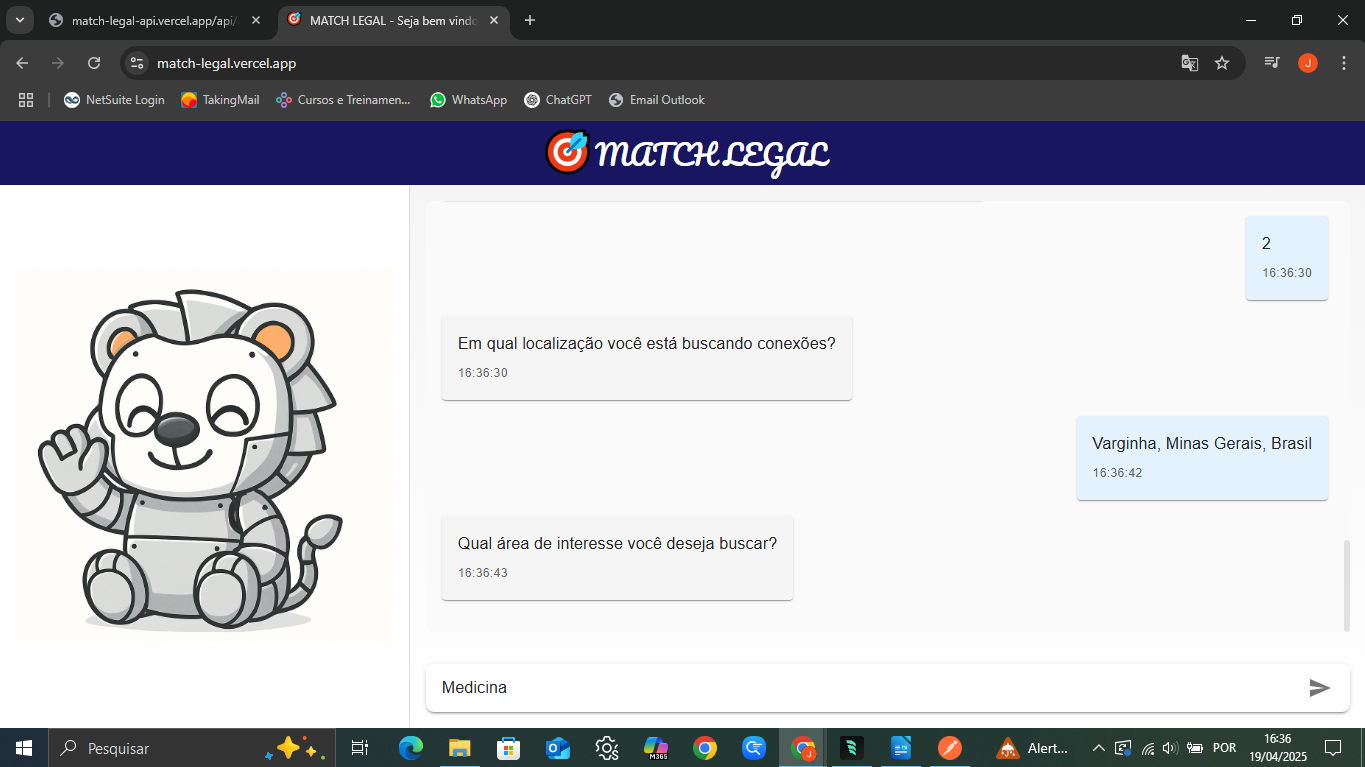 match-legal-api.vercel.app/api/
MATCH LEGAL - Seja bem vindo
match-legal.vercel.app
NetSuite Login
TakingMail
Cursos e Treinamen...
WhatsApp
ChatGPT
Email Outlook
MATCH LEGAL
2
16:36:30
Em qual localização você está buscando conexões?
16:36:30
Varginha, Minas Gerais, Brasil
16:36:42
Qual área de interesse você deseja buscar?
16:36:43
Medicina
Pesquisar
M365
J
Alert...
POR
16:36
19/04/2025